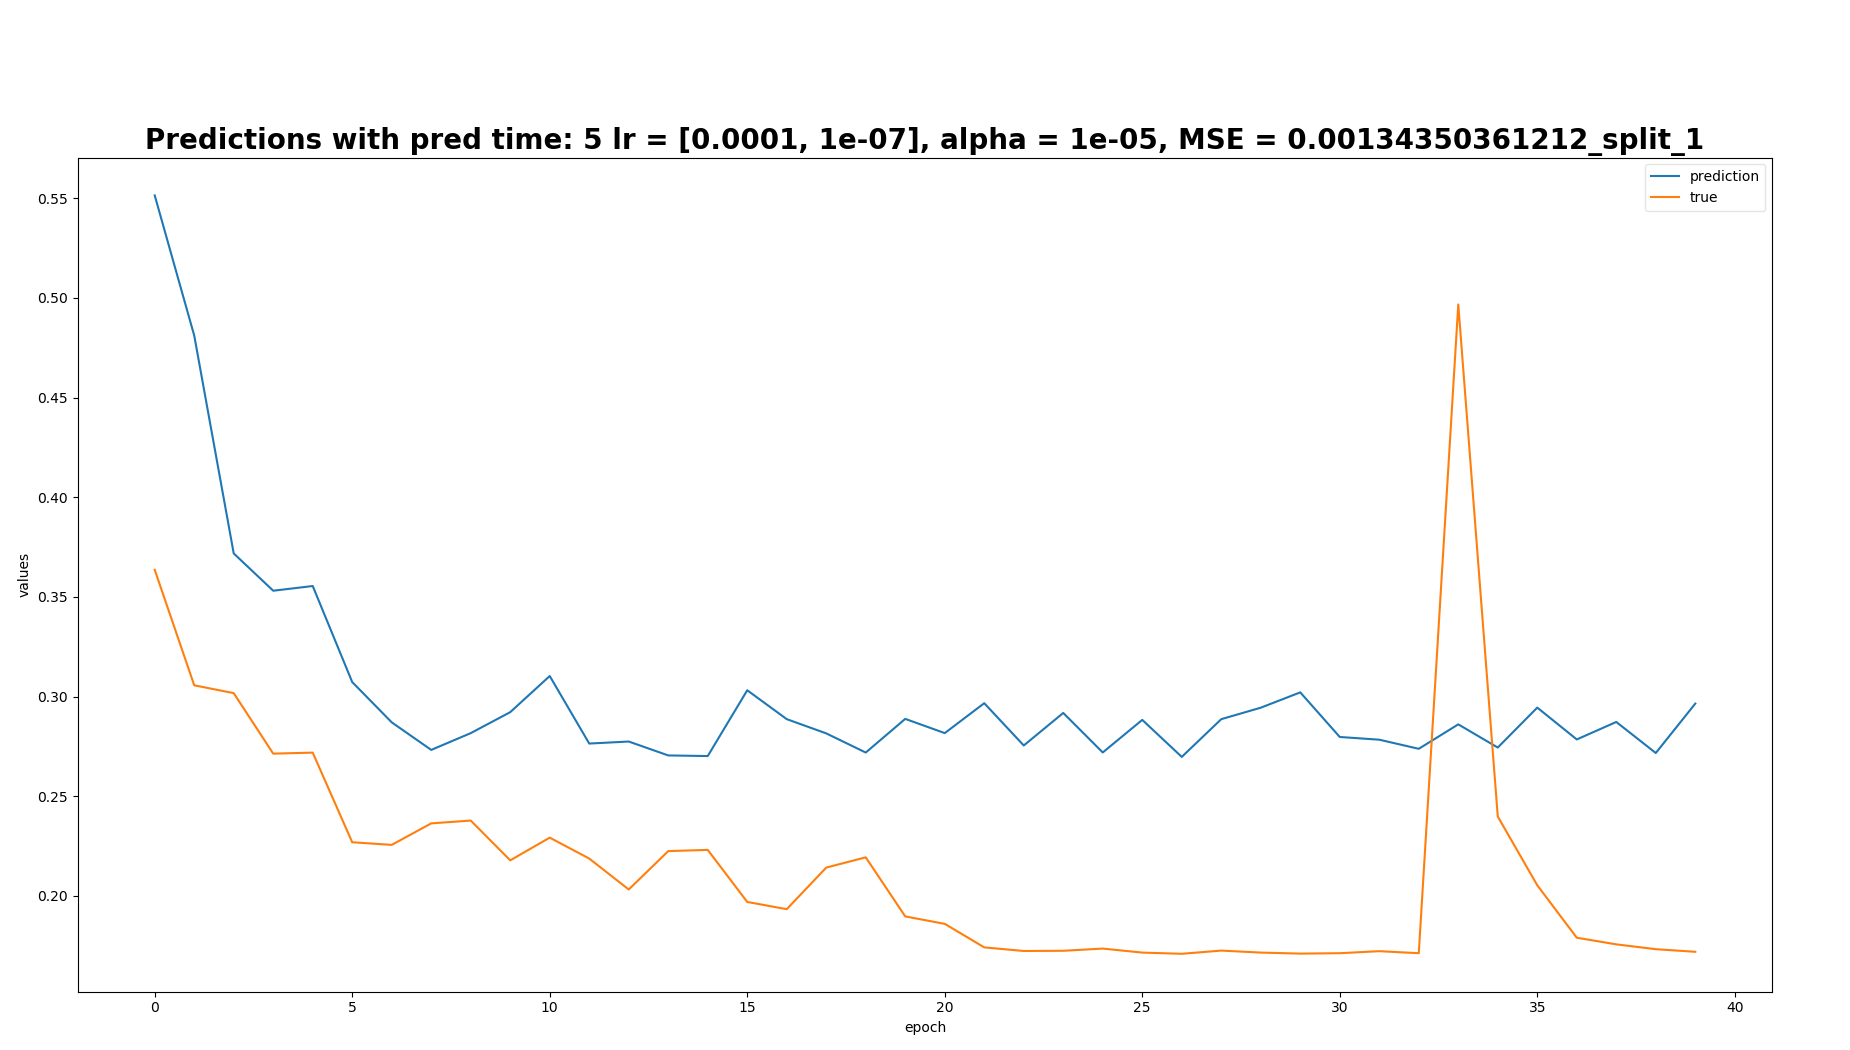 Predictions with pred time: 5 lr = [0.0001, 1e-07], alpha = 1e-05, MSE = 0.00134350361212_split_1
prediction
true
0.55
0.50
0.45
0.40
0.35
0.30
0.25
0.20
values
0 5 10 15 20 25 30 35 40
epoch